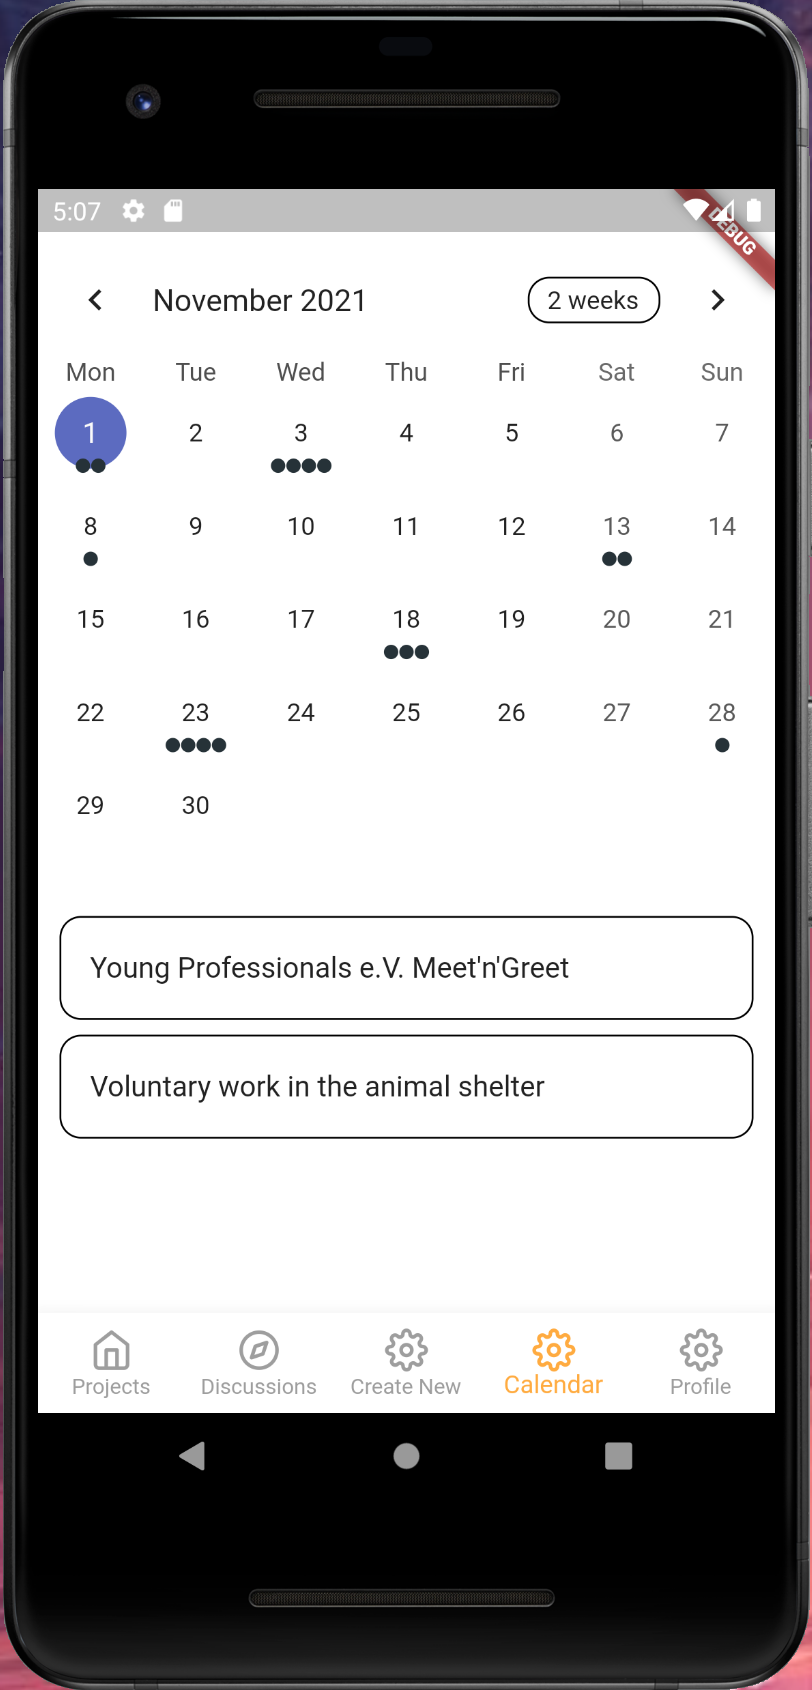 5:07
DEBUG
November 2021 2 weeks
Mon Tue Wed Thu Fri Sat Sun
1 2 3 4 5 6 7
8 9 10 11 12 13 14
15 16 17 18 19 20 21
22 23 24 25 26 27 28
29 30
Young Professionals e.V. Meet'n'Greet
Voluntary work in the animal shelter
Projects Discussions Create New Calendar Profile